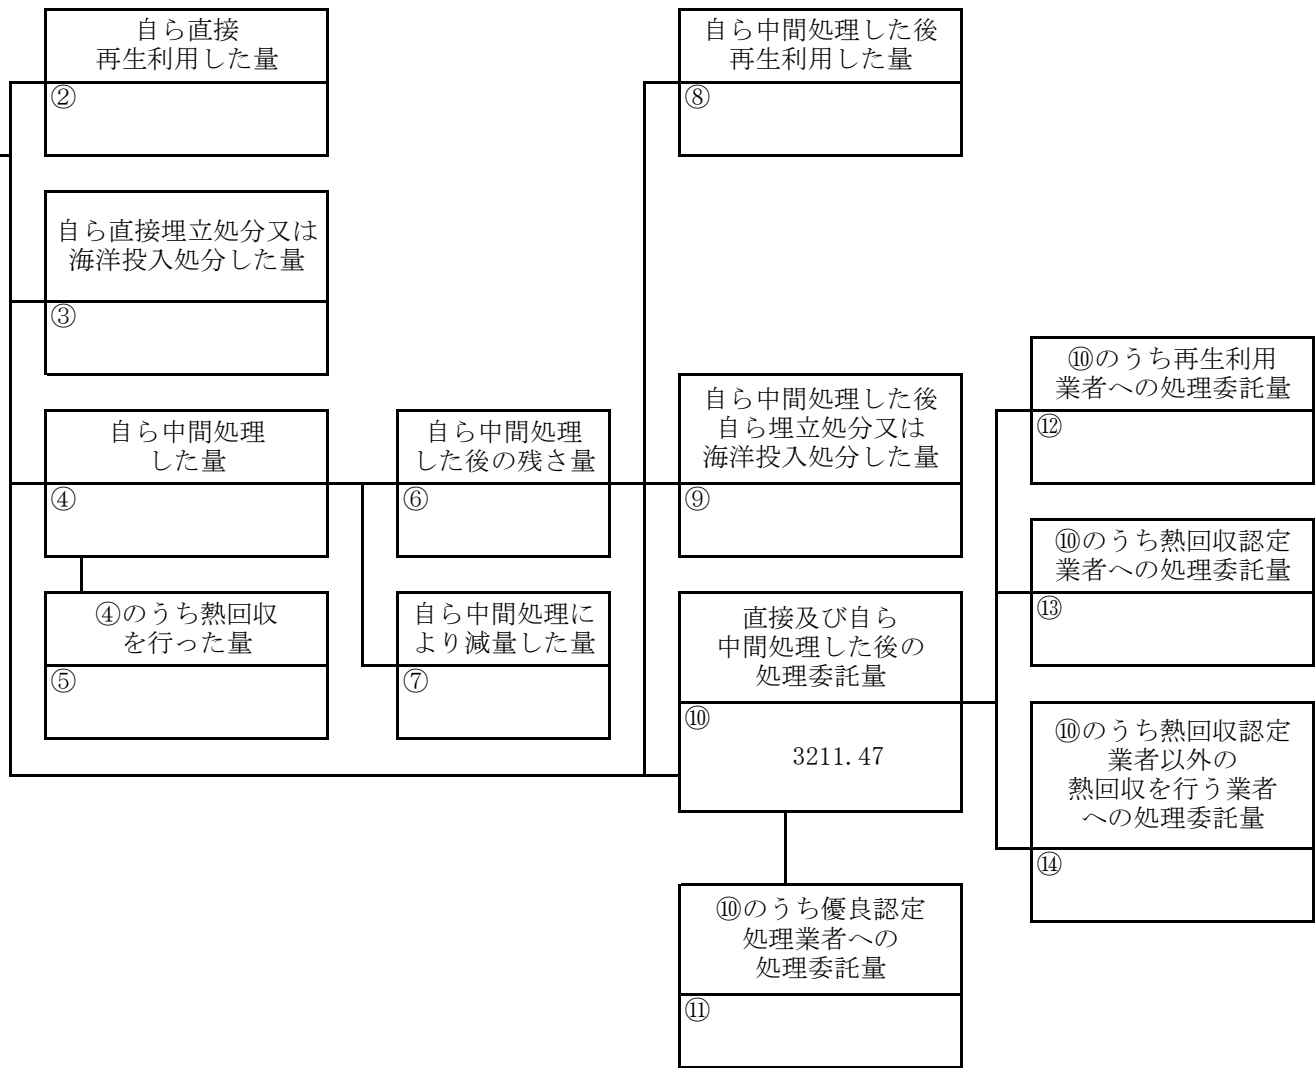 自ら直接
再生利用した量
②
自ら中間処理した後
再生利用した量
⑧
自ら直接埋立処分又は
海洋投入処分した量
③
自ら中間処理
した量
④
自ら中間処理
した後の残さ量
⑥
自ら中間処理した後
自ら埋立処分又は
海洋投入処分した量
⑨
⑩のうち再生利用
業者への処理委託量
⑫
④のうち熱回収
を行った量
⑤
自ら中間処理に
より減量した量
⑦
直接及び自ら
中間処理した後の
処理委託量
⑩
3211.47
⑩のうち熱回収認定
業者への処理委託量
⑬
⑩のうち熱回収認定
業者以外の
熱回収を行う業者
への処理委託量
⑭
⑩のうち優良認定
処理業者への
処理委託量
⑪